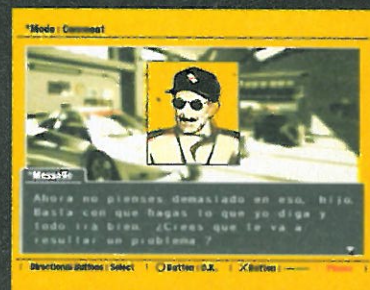 *Mode : Comment
*Message
Ahora no pienses demasiado en eso, hijo.
Basta con que hagas lo que yo diga y
todo irá bien. ¿Crees que te va a
resultar un problema ?
Directional Buttons : Select | ○ Button : O.K. | ✕ Button :